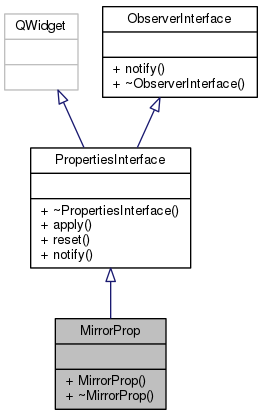 QWidget
ObserverInterface
+ notify()
+ ~ObserverInterface()
PropertiesInterface
+ ~PropertiesInterface()
+ apply()
+ reset()
+ notify()
MirrorProp
+ MirrorProp()
+ ~MirrorProp()